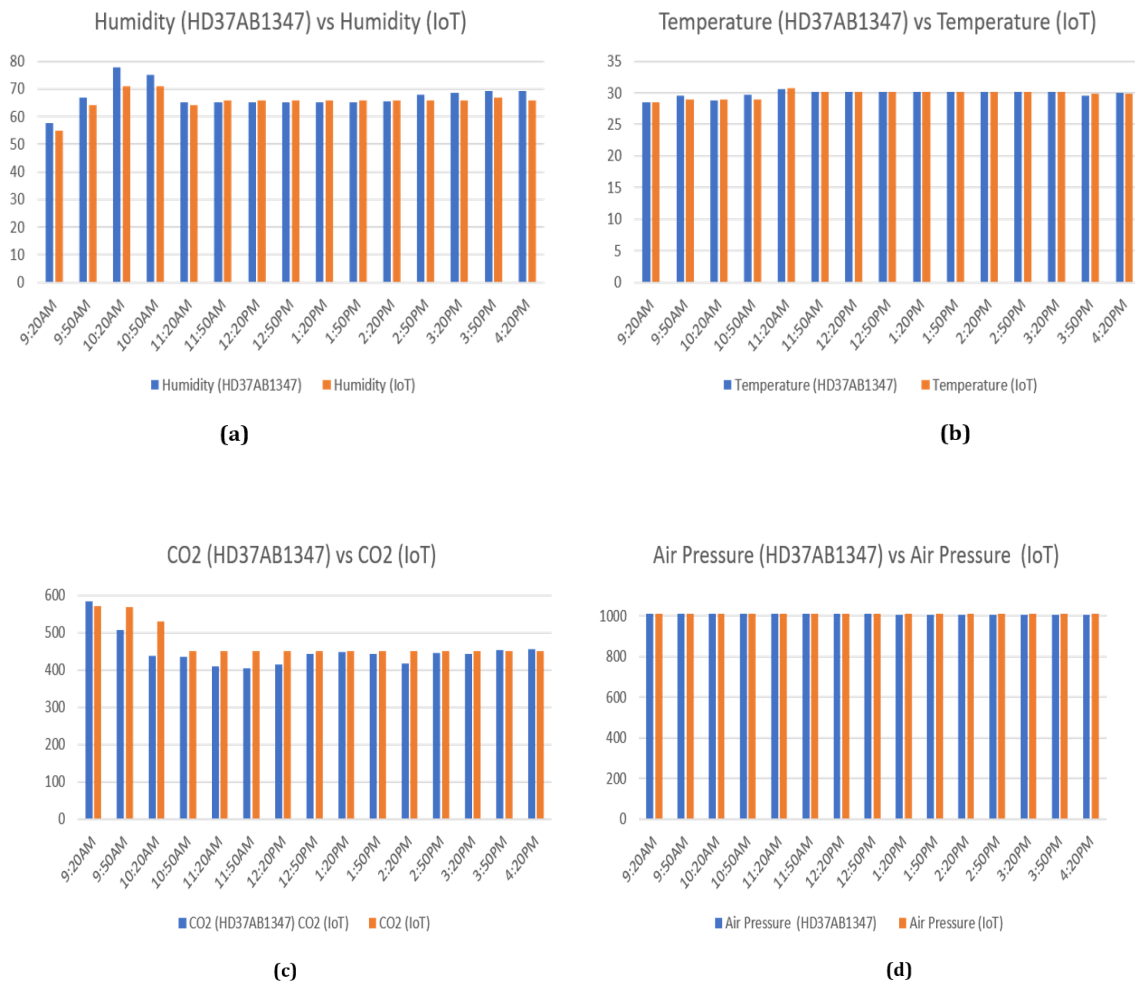 Humidity (HD37AB1347) vs Humidity (IoT)
80
70
60
50
40
30
20
10
0
9:20AM
9:50AM
10:20AM
10:50AM
11:20AM
11:50AM
12:20PM
12:50PM
1:20PM
1:50PM
2:20PM
2:50PM
3:20PM
3:50PM
4:20PM
Humidity (HD37AB1347) Humidity (IoT)
(a)
Temperature (HD37AB1347) vs Temperature (IoT)
35
30
25
20
15
10
5
0
9:20AM
9:50AM
10:20AM
10:50AM
11:20AM
11:50AM
12:20PM
12:50PM
1:20PM
1:50PM
2:20PM
2:50PM
3:20PM
3:50PM
4:20PM
Temperature (HD37AB1347) Temperature (IoT)
(b)
CO2 (HD37AB1347) vs CO2 (IoT)
600
500
400
300
200
100
0
9:20AM
9:50AM
10:20AM
10:50AM
11:20AM
11:50AM
12:20PM
12:50PM
1:20PM
1:50PM
2:20PM
2:50PM
3:20PM
3:50PM
4:20PM
CO2 (HD37AB1347) CO2 (IoT) CO2 (IoT)
(c)
Air Pressure (HD37AB1347) vs Air Pressure (IoT)
1000
800
600
400
200
0
9:20AM
9:50AM
10:20AM
10:50AM
11:20AM
11:50AM
12:20PM
12:50PM
1:20PM
1:50PM
2:20PM
2:50PM
3:20PM
3:50PM
4:20PM
Air Pressure (HD37AB1347) Air Pressure (IoT)
(d)